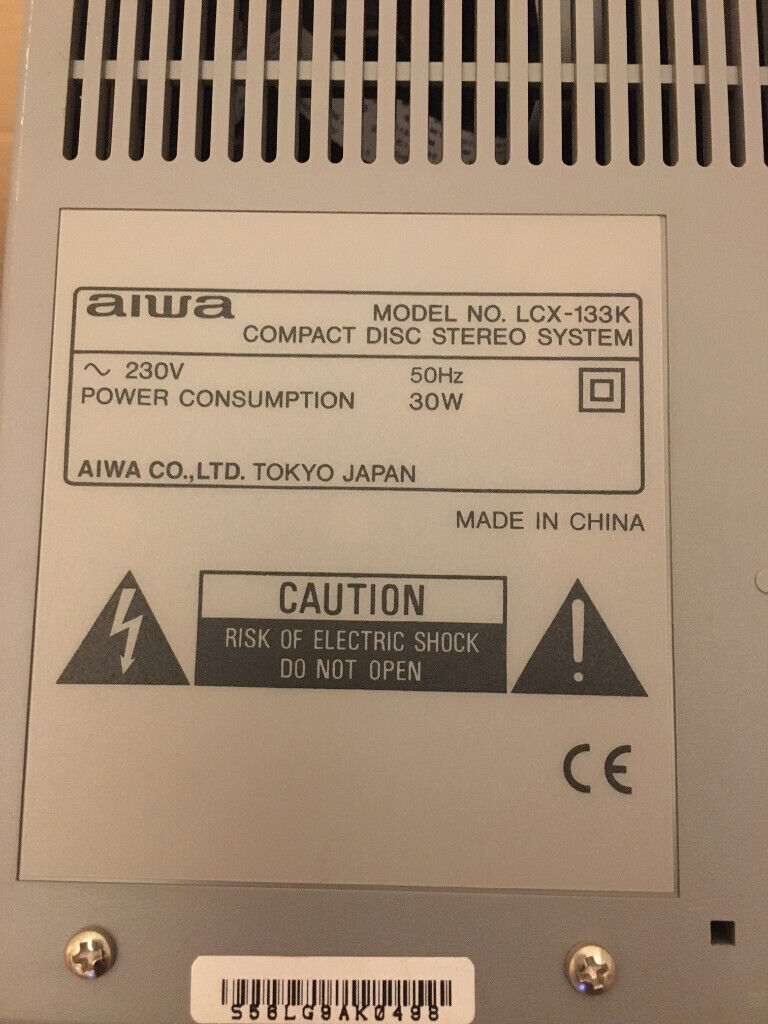 aiwa
MODEL NO. LCX-133K
COMPACT DISC STEREO SYSTEM
~ 230V 50Hz
POWER CONSUMPTION 30W
AIWA CO.,LTD. TOKYO JAPAN
MADE IN CHINA
CAUTION
RISK OF ELECTRIC SHOCK
DO NOT OPEN
CE
S56LG9AK0498